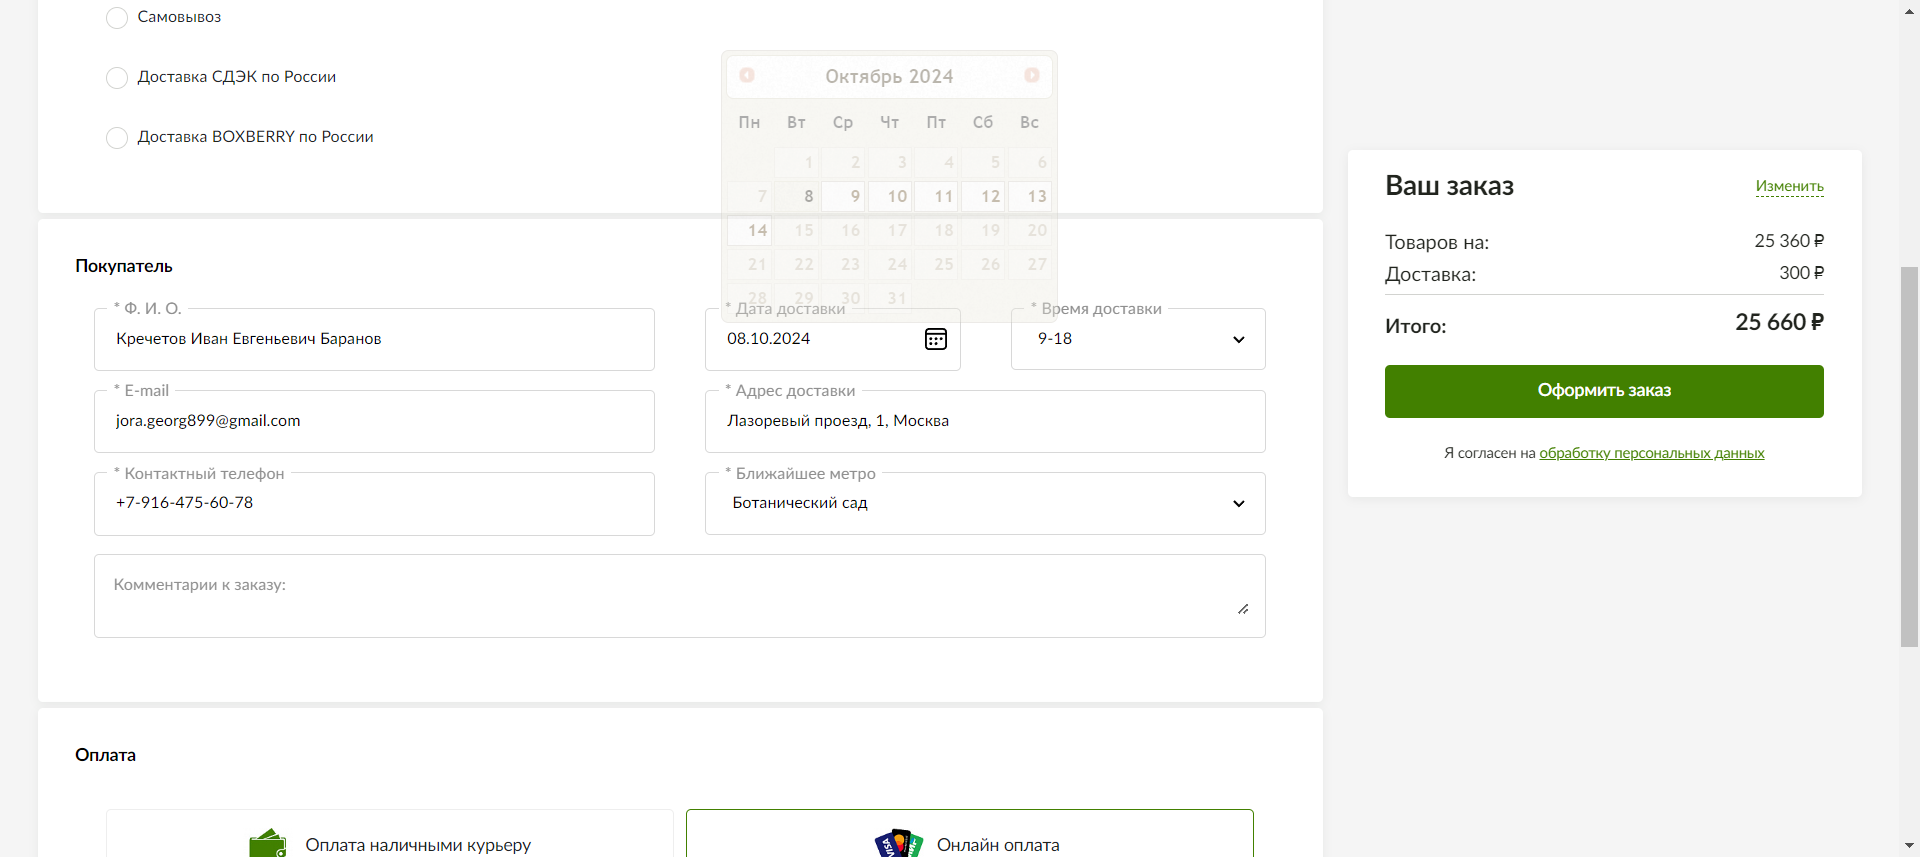 Самовывоз
Доставка СДЭК по России
Доставка BOXBERRY по России
Октябрь 2024
Пн Вт Ср Чт Пт Сб Вс
1 2 3 4 5 6
7 8 9 10 11 12 13
14 15 16 17 18 19 20
21 22 23 24 25 26 27
28 29 30 31
Покупатель
* Ф. И. О.
Кречетов Иван Евгеньевич Баранов
* Дата доставки
08.10.2024
* Время доставки
9-18
* E-mail
jora.georg899@gmail.com
* Адрес доставки
Лазоревый проезд, 1, Москва
* Контактный телефон
+7-916-475-60-78
* Ближайшее метро
Ботанический сад
Комментарии к заказу:
Оплата
Оплата наличными курьеру
VISA
Онлайн оплата
Ваш заказ
Изменить
Товаров на: 25 360 ₽
Доставка: 300 ₽
Итого: 25 660 ₽
Оформить заказ
Я согласен на обработку персональных данных